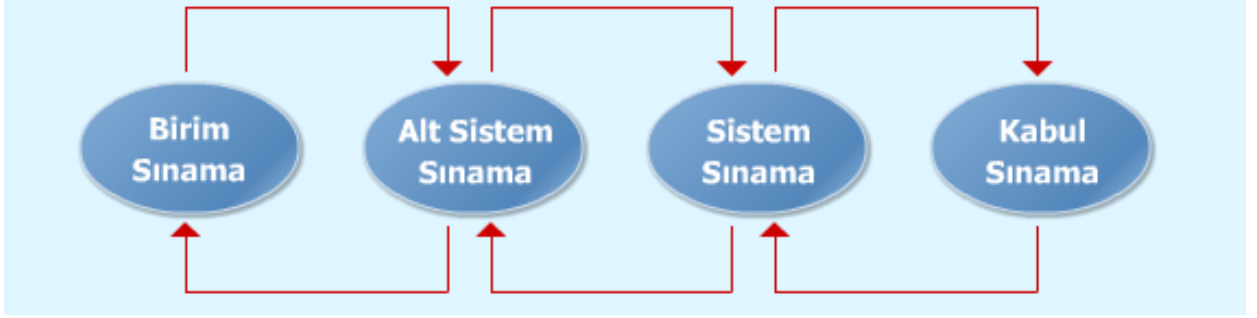 Birim
Sınama
Alt Sistem
Sınama
Sistem
Sınama
Kabul
Sınama